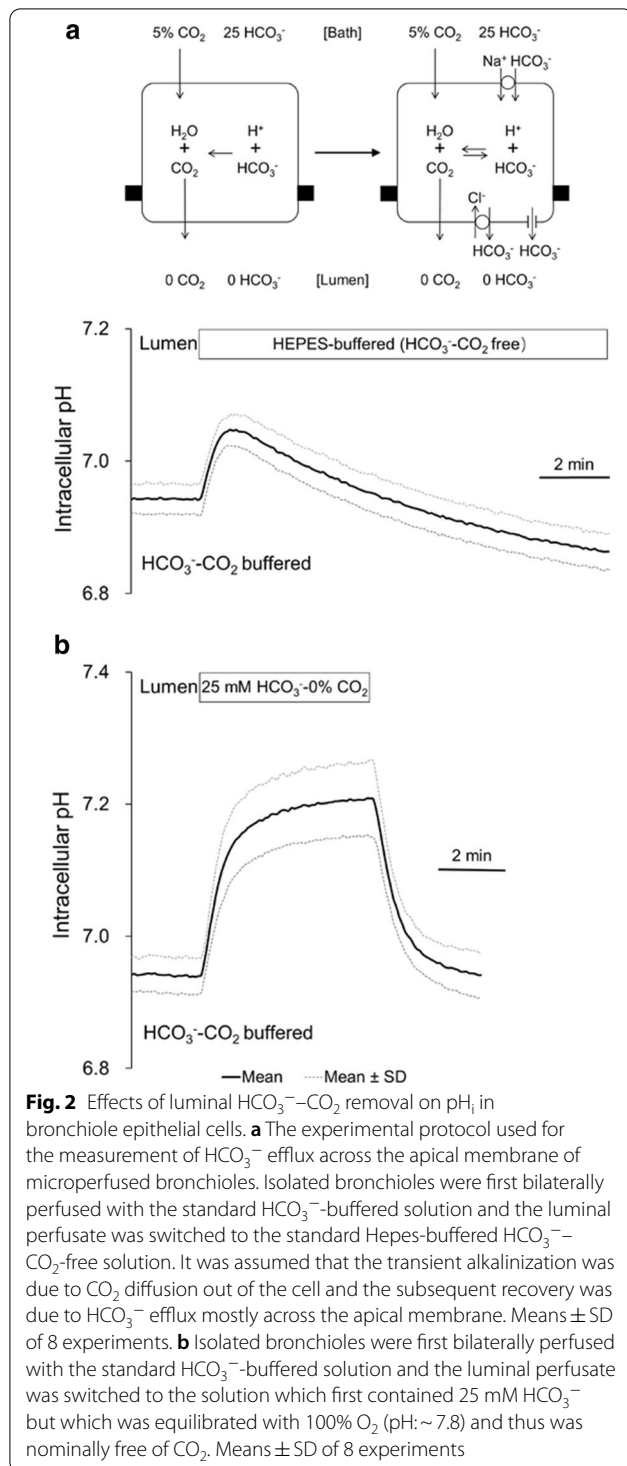 a
5% CO₂ 25 HCO₃⁻ [Bath] 5% CO₂ 25 HCO₃⁻
Na⁺ HCO₃⁻
H₂O H⁺ H₂O H⁺
+ + + +
CO₂ HCO₃⁻ CO₂ HCO₃⁻
Cl⁻
HCO₃⁻ HCO₃⁻
0 CO₂ 0 HCO₃⁻ [Lumen] 0 CO₂ 0 HCO₃⁻
7.2
Lumen HEPES-buffered (HCO₃⁻-CO₂ free)
Intracellular pH
7.0
2 min
HCO₃⁻-CO₂ buffered
6.8
b
7.4
Lumen 25 mM HCO₃⁻-0% CO₂
Intracellular pH
7.2
2 min
7.0
HCO₃⁻-CO₂ buffered
6.8
Mean Mean ± SD
Fig. 2 Effects of luminal HCO₃⁻–CO₂ removal on pHᵢ in
bronchiole epithelial cells. a The experimental protocol used for
the measurement of HCO₃⁻ efflux across the apical membrane of
microperfused bronchioles. Isolated bronchioles were first bilaterally
perfused with the standard HCO₃⁻-buffered solution and the luminal
perfusate was switched to the standard Hepes-buffered HCO₃⁻–
CO₂-free solution. It was assumed that the transient alkalinization was
due to CO₂ diffusion out of the cell and the subsequent recovery was
due to HCO₃⁻ efflux mostly across the apical membrane. Means ± SD
of 8 experiments. b Isolated bronchioles were first bilaterally perfused
with the standard HCO₃⁻-buffered solution and the luminal perfusate
was switched to the solution which first contained 25 mM HCO₃⁻
but which was equilibrated with 100% O₂ (pH: ~ 7.8) and thus was
nominally free of CO₂. Means ± SD of 8 experiments